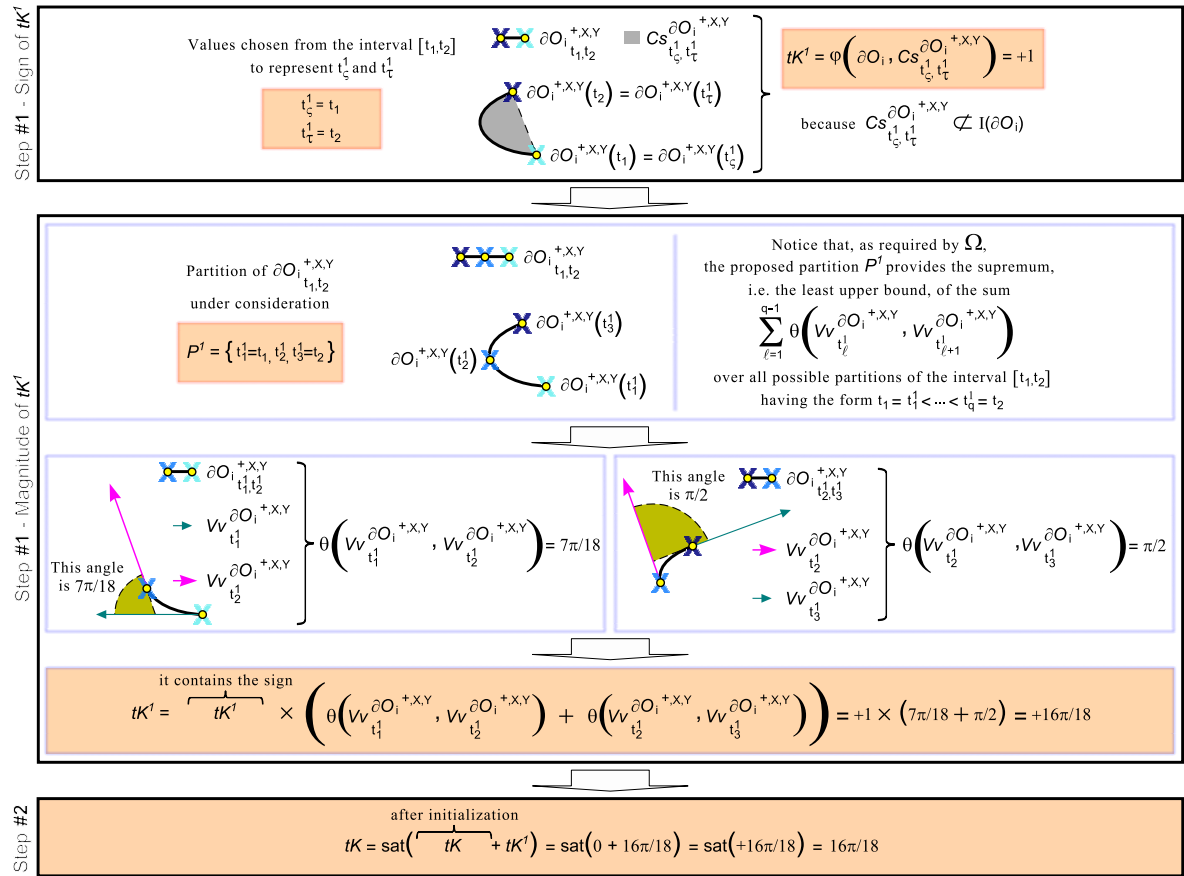 Step #1 - Sign of tK¹
Values chosen from the interval [t₁,t₂]
to represent t¹ς and t¹τ
t¹ς = t₁
t¹τ = t₂
∂Oᵢ⁺,X,Y t₁,t₂
Cs ∂Oᵢ⁺,X,Y t¹ς, t¹τ
∂Oᵢ⁺,X,Y(t₂) = ∂Oᵢ⁺,X,Y(t¹τ)
∂Oᵢ⁺,X,Y(t₁) = ∂Oᵢ⁺,X,Y(t¹ς)
tK¹ = φ(∂Oᵢ, Cs ∂Oᵢ⁺,X,Y t¹ς, t¹τ) = +1
because Cs ∂Oᵢ⁺,X,Y t¹ς, t¹τ ⊄ I(∂Oᵢ)
Step #1 - Magnitude of tK¹
Partition of ∂Oᵢ⁺,X,Y t₁,t₂
under consideration
P¹ = { t¹₁=t₁, t¹₂, t¹₃=t₂ }
∂Oᵢ⁺,X,Y t₁,t₂
∂Oᵢ⁺,X,Y(t¹₃)
∂Oᵢ⁺,X,Y(t¹₂)
∂Oᵢ⁺,X,Y(t¹₁)
Notice that, as required by Ω,
the proposed partition P¹ provides the supremum,
i.e. the least upper bound, of the sum
q-1 ∑ ℓ=1 θ(Vv ∂Oᵢ⁺,X,Y t¹ℓ, Vv ∂Oᵢ⁺,X,Y t¹ℓ₊₁)
over all possible partitions of the interval [t₁,t₂]
having the form t₁ = t¹₁ < ... < t¹q = t₂
∂Oᵢ⁺,X,Y t¹₁,t¹₂
Vv ∂Oᵢ⁺,X,Y t¹₁
Vv ∂Oᵢ⁺,X,Y t¹₂
This angle
is 7π/18
θ(Vv ∂Oᵢ⁺,X,Y t¹₁, Vv ∂Oᵢ⁺,X,Y t¹₂) = 7π/18
This angle
is π/2
∂Oᵢ⁺,X,Y t¹₂,t¹₃
Vv ∂Oᵢ⁺,X,Y t¹₂
Vv ∂Oᵢ⁺,X,Y t¹₃
θ(Vv ∂Oᵢ⁺,X,Y t¹₂, Vv ∂Oᵢ⁺,X,Y t¹₃) = π/2
it contains the sign
tK¹ = tK¹ × (θ(Vv ∂Oᵢ⁺,X,Y t¹₁, Vv ∂Oᵢ⁺,X,Y t¹₂) + θ(Vv ∂Oᵢ⁺,X,Y t¹₂, Vv ∂Oᵢ⁺,X,Y t¹₃)) = +1 × (7π/18 + π/2) = +16π/18
Step #2
after initialization
tK = sat( tK + tK¹) = sat(0 + 16π/18) = sat(+16π/18) = 16π/18